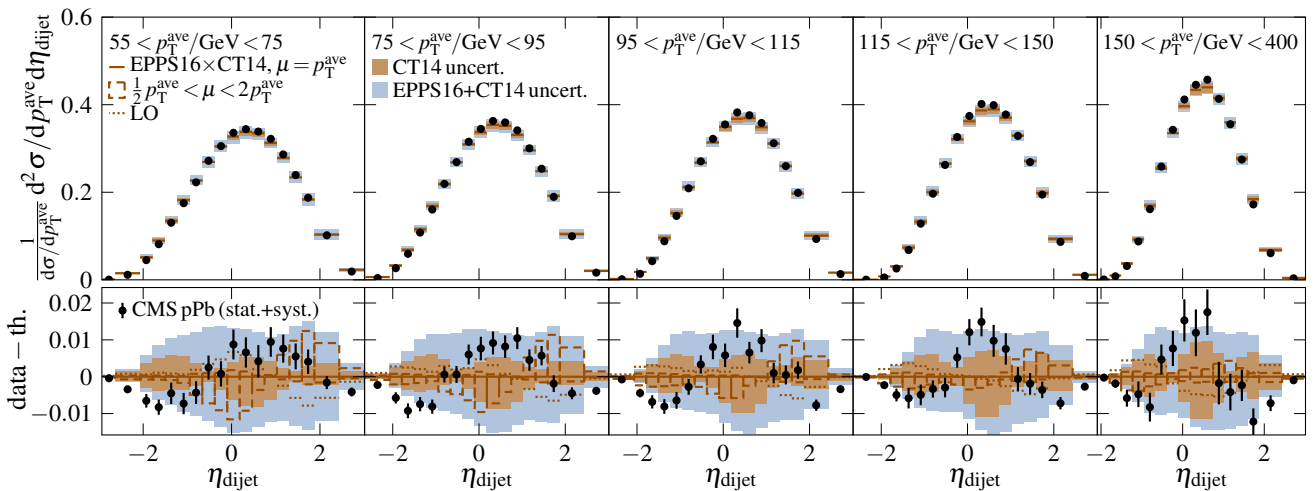 55 < p_T^ave/GeV < 75
75 < p_T^ave/GeV < 95
95 < p_T^ave/GeV < 115
115 < p_T^ave/GeV < 150
150 < p_T^ave/GeV < 400
EPPS16×CT14, μ = p_T^ave
½ p_T^ave < μ < 2p_T^ave
LO
CT14 uncert.
EPPS16+CT14 uncert.
1/(dσ/dp_T^ave) d²σ/dp_T^ave dη_dijet
0.6
0.4
0.2
0
CMS pPb (stat.+syst.)
data − th.
0.02
0.01
0
−0.01
−2 0 2
−2 0 2
−2 0 2
−2 0 2
−2 0 2
η_dijet
η_dijet
η_dijet
η_dijet
η_dijet